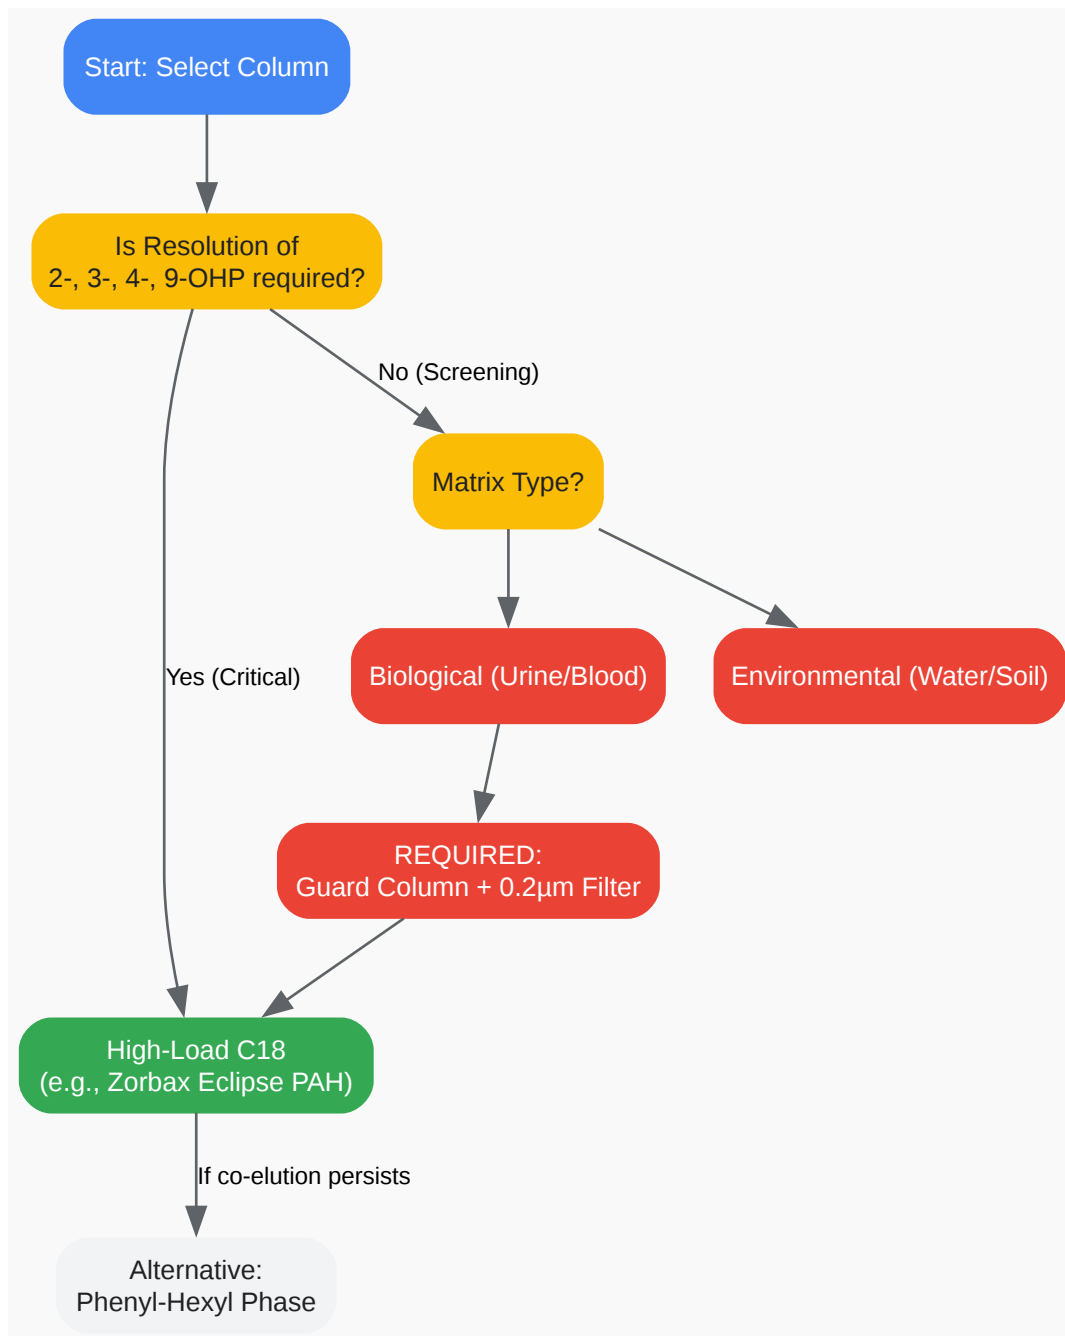 Start: Select Column
Is Resolution of
2-, 3-, 4-, 9-OHP required?
No (Screening)
Matrix Type?
Yes (Critical)
Biological (Urine/Blood)
Environmental (Water/Soil)
REQUIRED:
Guard Column + 0.2µm Filter
High-Load C18
(e.g., Zorbax Eclipse PAH)
If co-elution persists
Alternative:
Phenyl-Hexyl Phase